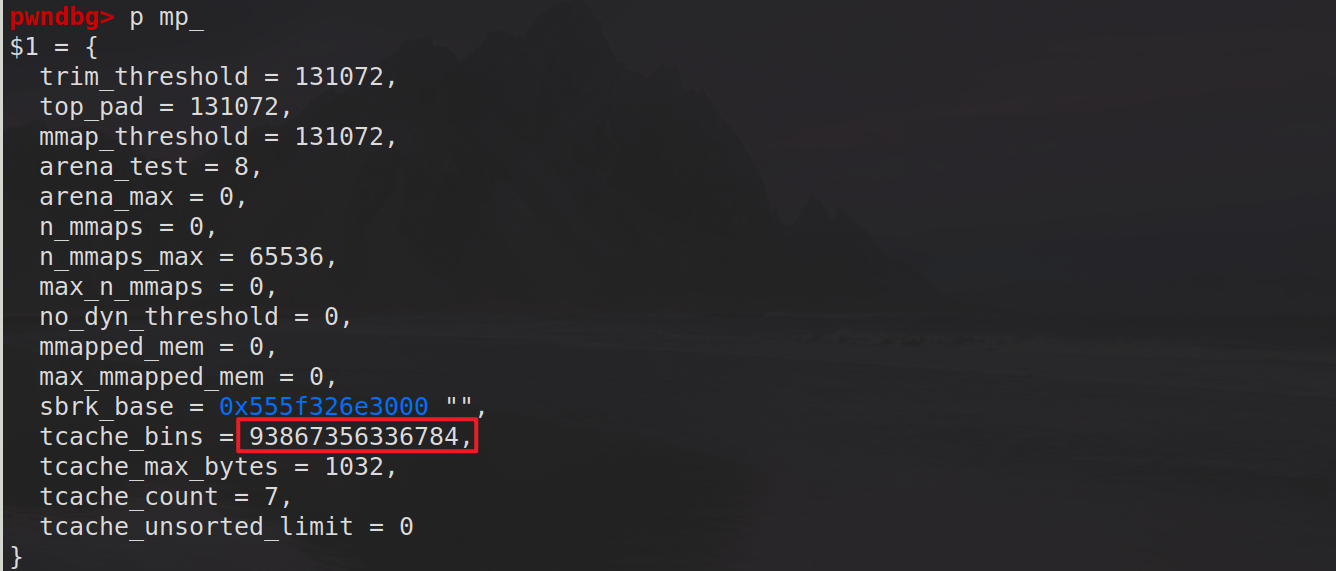 pwndbg> p mp_
$1 = {
  trim_threshold = 131072,
  top_pad = 131072,
  mmap_threshold = 131072,
  arena_test = 8,
  arena_max = 0,
  n_mmaps = 0,
  n_mmaps_max = 65536,
  max_n_mmaps = 0,
  no_dyn_threshold = 0,
  mmapped_mem = 0,
  max_mmapped_mem = 0,
  sbrk_base = 0x555f326e3000 "",
  tcache_bins = 93867356336784,
  tcache_max_bytes = 1032,
  tcache_count = 7,
  tcache_unsorted_limit = 0
}